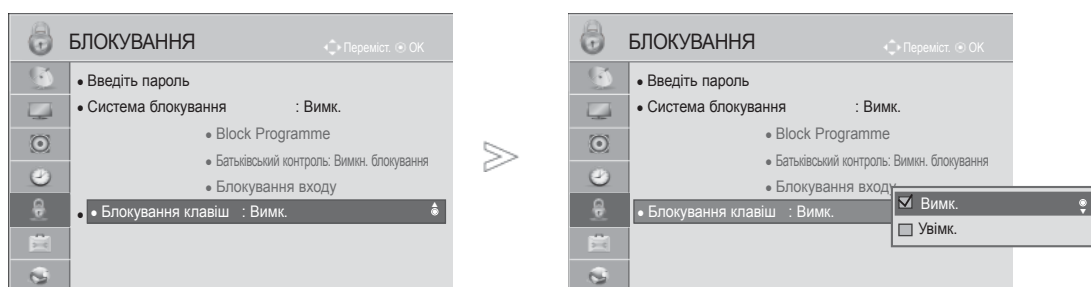 БЛОКУВАННЯ
Переміст. OK
• Введіть пароль
• Система блокування : Вимк.
• Block Programme
• Батьківський контроль: Вимкн. блокування
• Блокування входу
• • Блокування клавіш : Вимк.
БЛОКУВАННЯ
Переміст. OK
• Введіть пароль
• Система блокування : Вимк.
• Block Programme
• Батьківський контроль: Вимкн. блокування
• Блокування входу
• Блокування клавіш : Вимк.
Вимк.
Увімк.